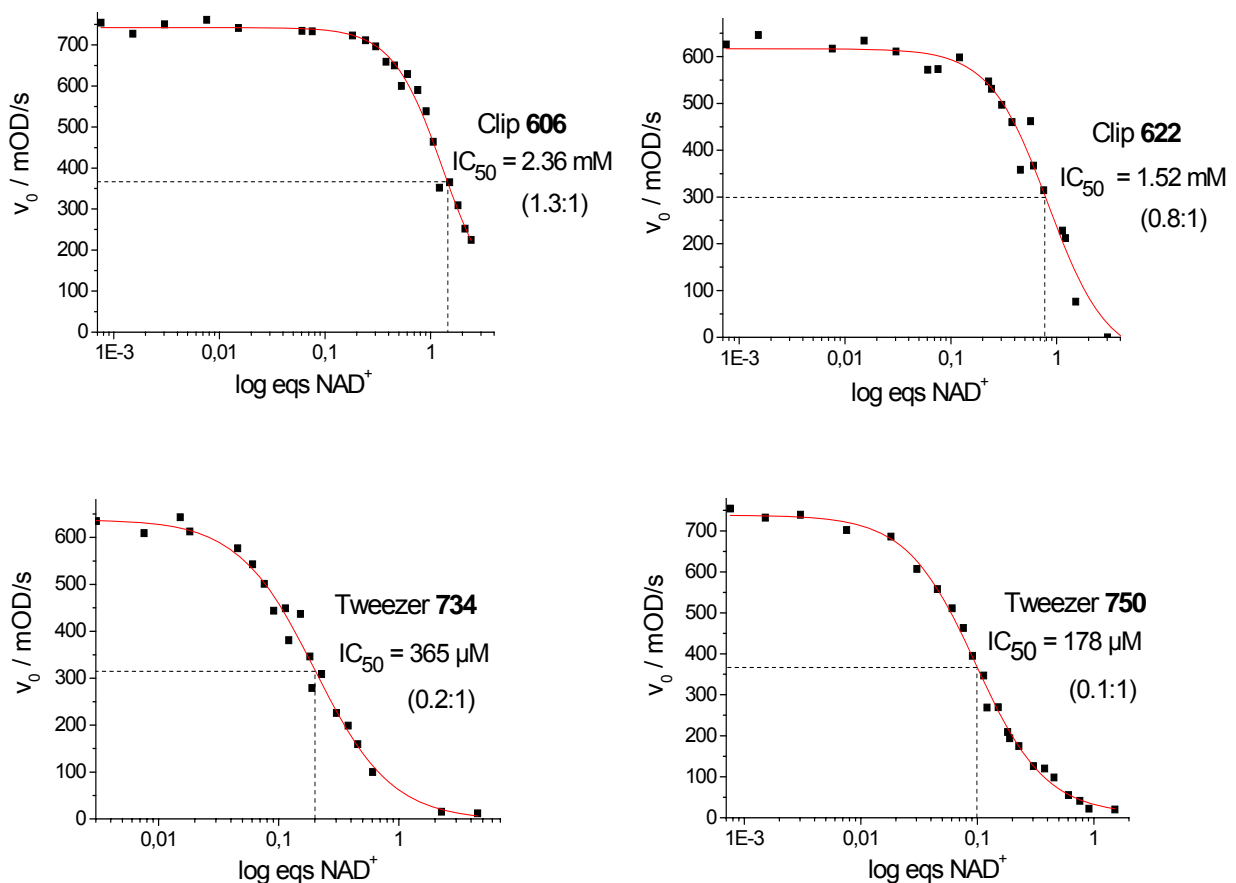 v0 / mOD/s
700
600
500
400
300
200
100
0
1E-3
0,01
0,1
1
log eqs NAD+
Clip 606
IC50 = 2.36 mM
(1.3:1)
v0 / mOD/s
600
500
400
300
200
100
0
1E-3
0,01
0,1
1
log eqs NAD+
Clip 622
IC50 = 1.52 mM
(0.8:1)
v0 / mOD/s
600
500
400
300
200
100
0
0,01
0,1
1
log eqs NAD+
Tweezer 734
IC50 = 365 µM
(0.2:1)
v0 / mOD/s
700
600
500
400
300
200
100
0
1E-3
0,01
0,1
1
log eqs NAD+
Tweezer 750
IC50 = 178 µM
(0.1:1)